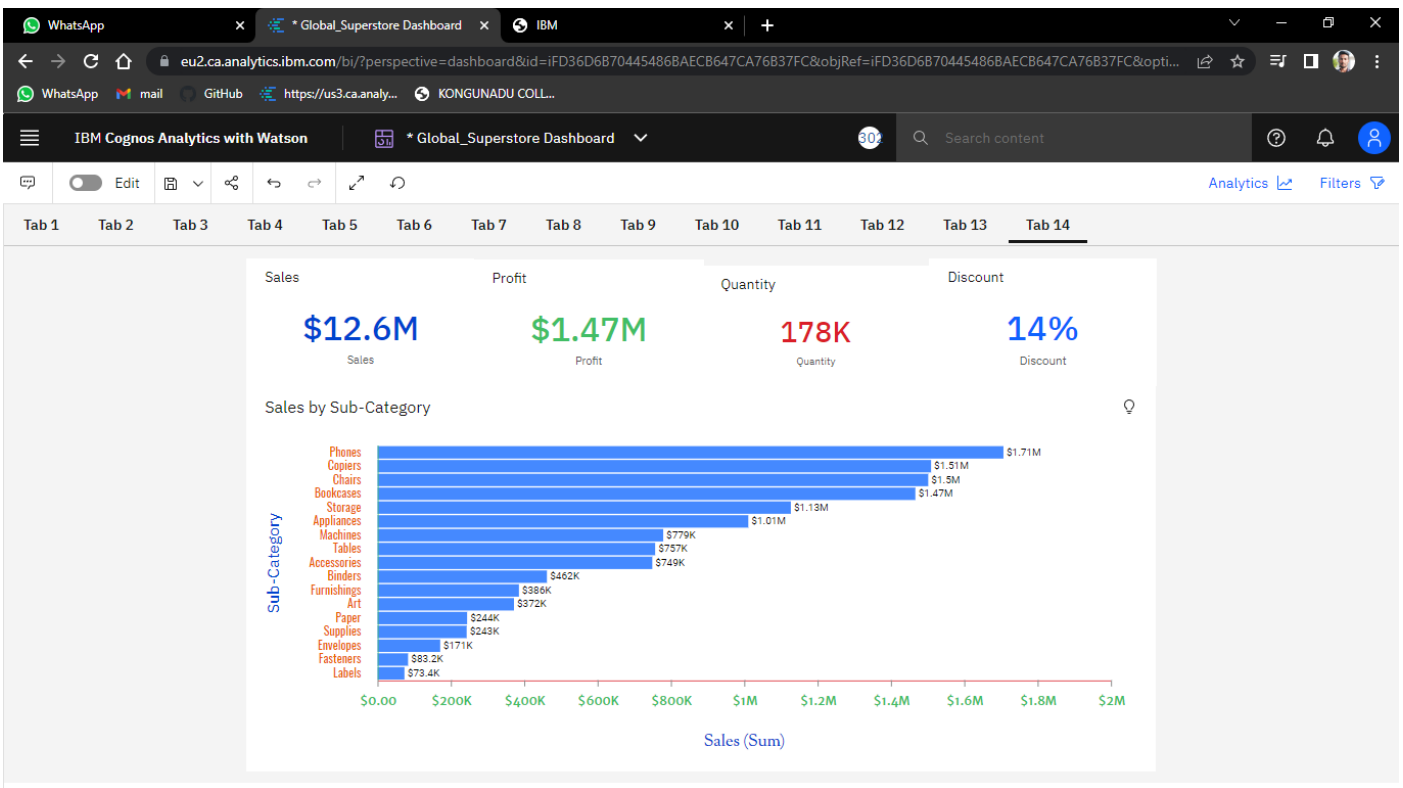 WhatsApp
* Global_Superstore Dashboard
IBM
eu2.ca.analytics.ibm.com/bi/?perspective=dashboard&id=iFD36D6B70445486BAECB647CA76B37FC&objRef=iFD36D6B70445486BAECB647CA76B37FC&opti...
WhatsApp mail GitHub https://us3.ca.analy... KONGUNADU COLL...
IBM Cognos Analytics with Watson
* Global_Superstore Dashboard
302
Search content
Edit
Analytics
Filters
Tab 1 Tab 2 Tab 3 Tab 4 Tab 5 Tab 6 Tab 7 Tab 8 Tab 9 Tab 10 Tab 11 Tab 12 Tab 13 Tab 14
Sales
$12.6M
Sales
Profit
$1.47M
Profit
Quantity
178K
Quantity
Discount
14%
Discount
Sales by Sub-Category
Sub-Category
Phones $1.71M
Copiers $1.51M
Chairs $1.5M
Bookcases $1.47M
Storage $1.13M
Appliances $1.01M
Machines $779K
Tables $757K
Accessories $749K
Binders $462K
Furnishings $386K
Art $372K
Paper $244K
Supplies $243K
Envelopes $171K
Fasteners $83.2K
Labels $73.4K
$0.00 $200K $400K $600K $800K $1M $1.2M $1.4M $1.6M $1.8M $2M
Sales (Sum)